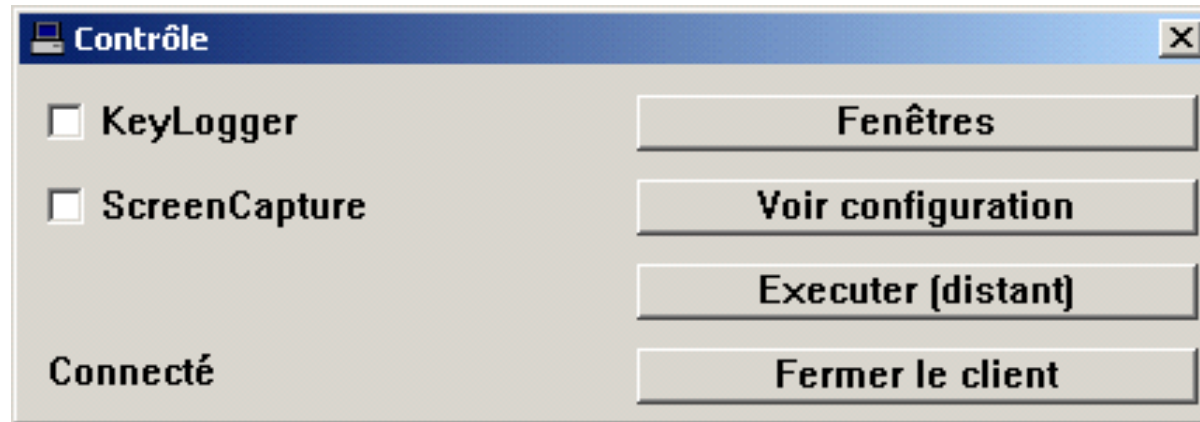 Contrôle
KeyLogger
Fenêtres
ScreenCapture
Voir configuration
Executer (distant)
Connecté
Fermer le client